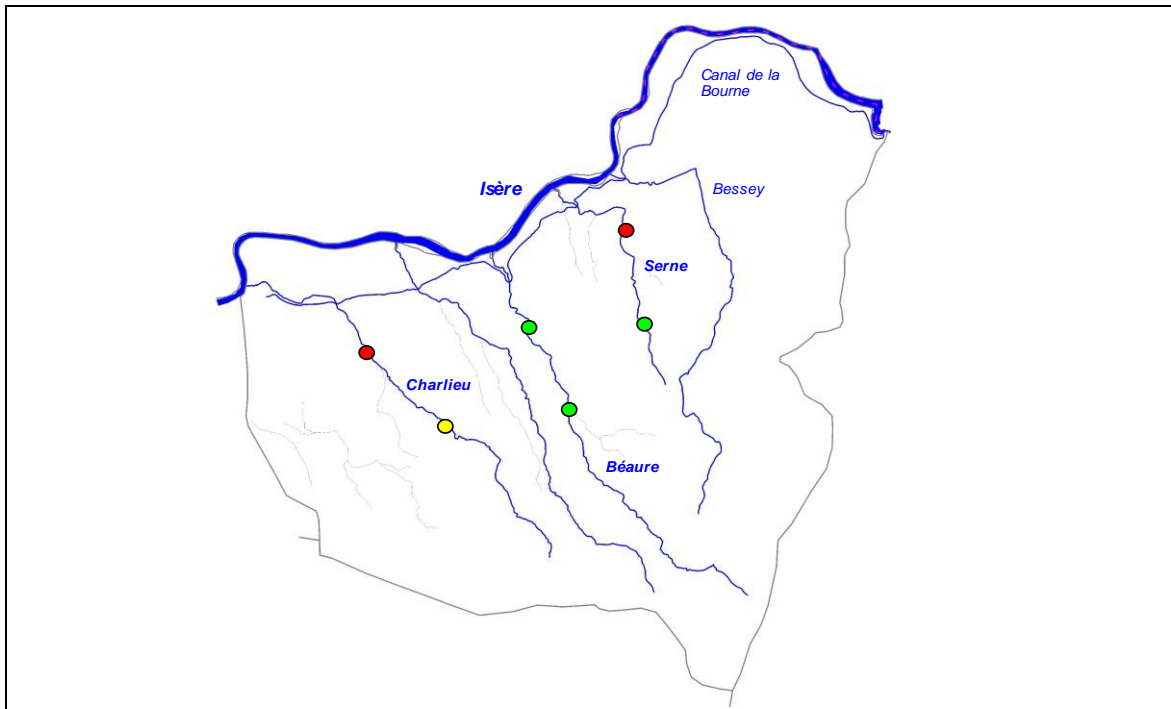 Canal de la
Bourne
Isère
Bessey
Serne
Charlieu
Béaure